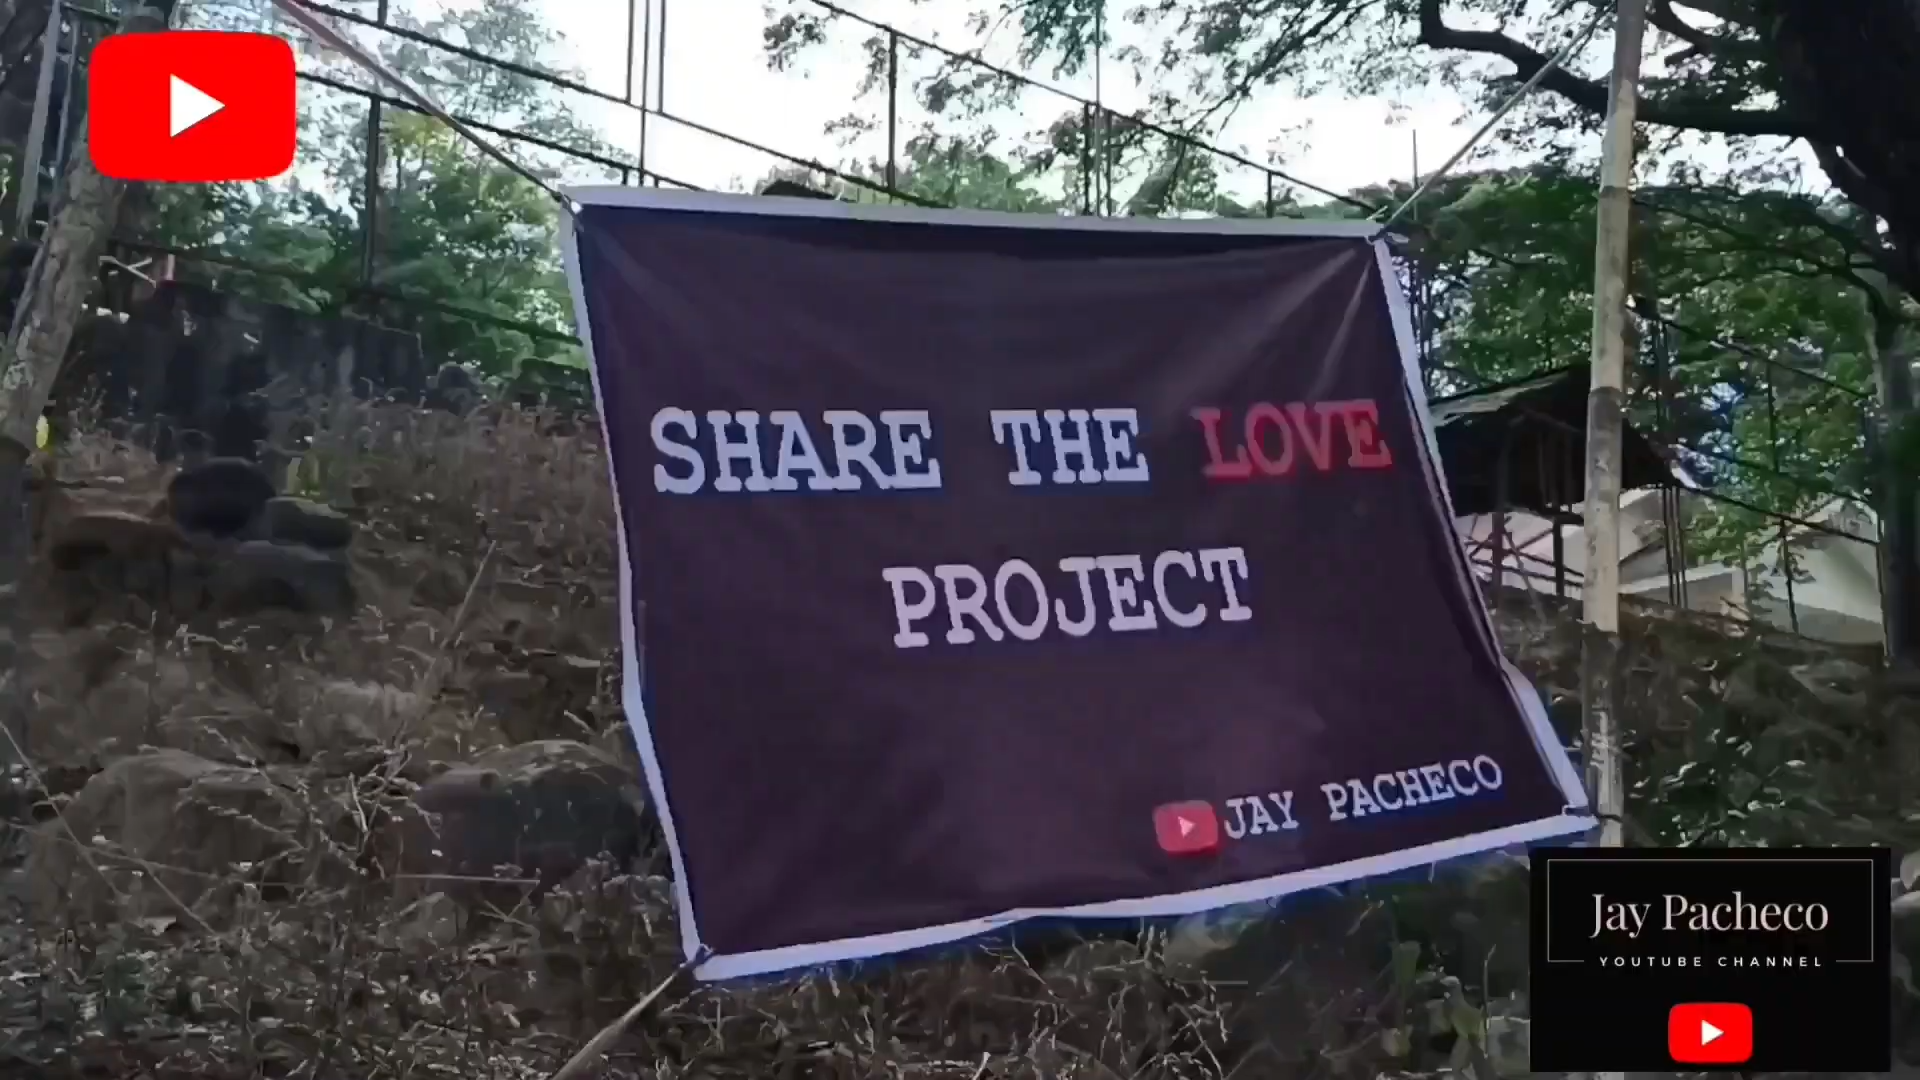 SHARE THE LOVE
PROJECT
JAY PACHECO
Jay Pacheco
YOUTUBE CHANNEL